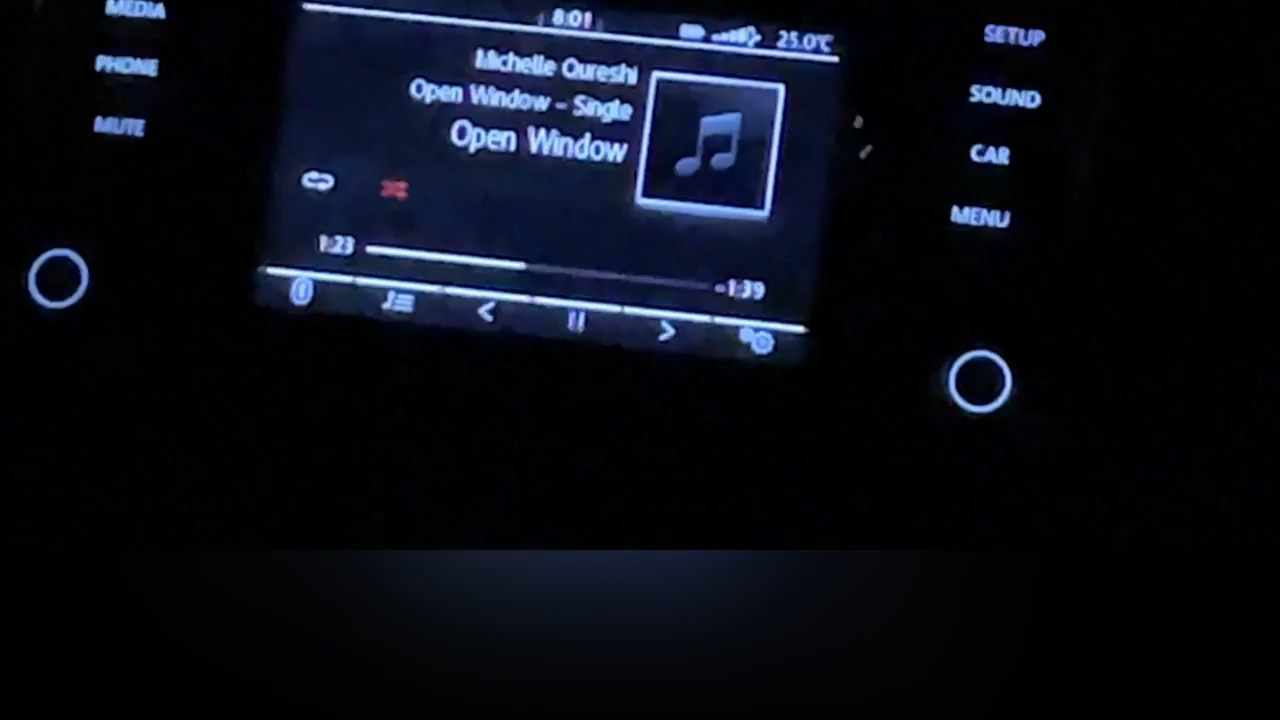 MEDIA
PHONE
MUTE
8:01
25.0°C
Michelle Qureshi
Open Window - Single
Open Window
1:23
-1:39
SETUP
SOUND
CAR
MENU